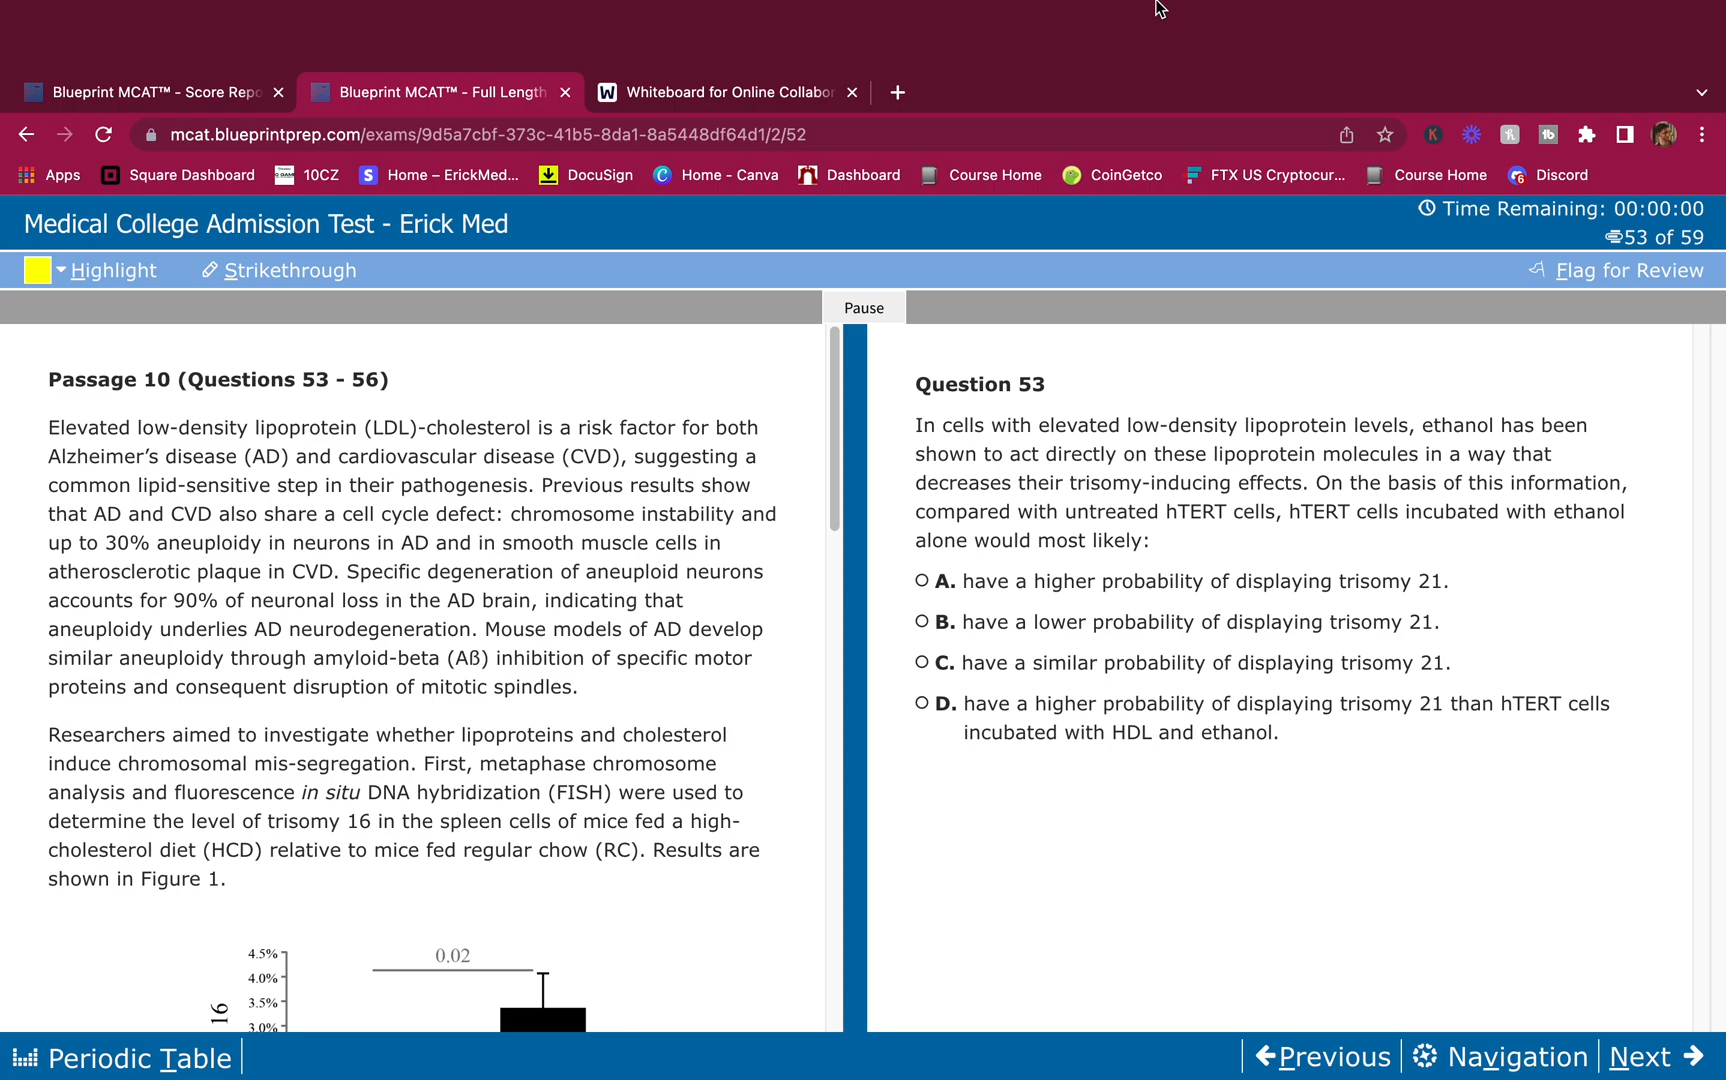 Blueprint MCAT™ - Score Repo
Blueprint MCAT™ - Full Length
Whiteboard for Online Collabor
mcat.blueprintprep.com/exams/9d5a7cbf-373c-41b5-8da1-8a5448df64d1/2/52
Apps
Square Dashboard
10CZ
Home – ErickMed...
DocuSign
Home - Canva
Dashboard
Course Home
CoinGetco
FTX US Cryptocur...
Course Home
Discord
Medical College Admission Test - Erick Med
Time Remaining: 00:00:00
53 of 59
Highlight
Strikethrough
Flag for Review
Pause
Passage 10 (Questions 53 - 56)
Elevated low-density lipoprotein (LDL)-cholesterol is a risk factor for both
Alzheimer’s disease (AD) and cardiovascular disease (CVD), suggesting a
common lipid-sensitive step in their pathogenesis. Previous results show
that AD and CVD also share a cell cycle defect: chromosome instability and
up to 30% aneuploidy in neurons in AD and in smooth muscle cells in
atherosclerotic plaque in CVD. Specific degeneration of aneuploid neurons
accounts for 90% of neuronal loss in the AD brain, indicating that
aneuploidy underlies AD neurodegeneration. Mouse models of AD develop
similar aneuploidy through amyloid-beta (Aß) inhibition of specific motor
proteins and consequent disruption of mitotic spindles.
Researchers aimed to investigate whether lipoproteins and cholesterol
induce chromosomal mis-segregation. First, metaphase chromosome
analysis and fluorescence in situ DNA hybridization (FISH) were used to
determine the level of trisomy 16 in the spleen cells of mice fed a high-
cholesterol diet (HCD) relative to mice fed regular chow (RC). Results are
shown in Figure 1.
4.5%
4.0%
3.5%
3.0%
0.02
16
Question 53
In cells with elevated low-density lipoprotein levels, ethanol has been
shown to act directly on these lipoprotein molecules in a way that
decreases their trisomy-inducing effects. On the basis of this information,
compared with untreated hTERT cells, hTERT cells incubated with ethanol
alone would most likely:
A. have a higher probability of displaying trisomy 21.
B. have a lower probability of displaying trisomy 21.
C. have a similar probability of displaying trisomy 21.
D. have a higher probability of displaying trisomy 21 than hTERT cells
incubated with HDL and ethanol.
Periodic Table
Previous
Navigation
Next